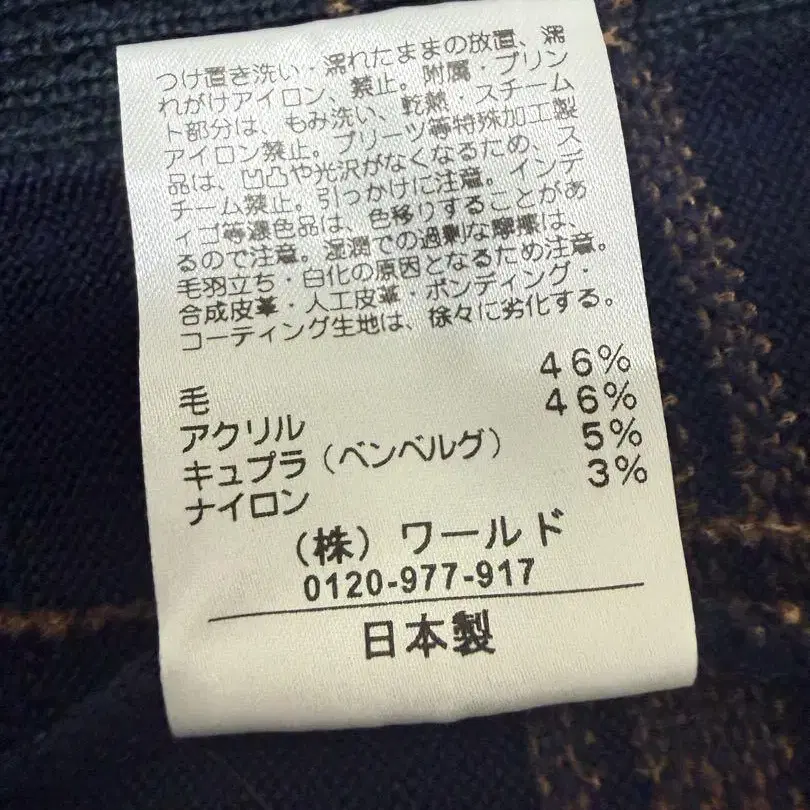 つけ置き洗い・濡れたままの放置、濡
れがけアイロン、禁止。附属・プリン
ト部分は、もみ洗い、乾熱・スチーム
アイロン禁止。プリーツ等特殊加工製
品は、凹凸や光沢がなくなるため、ス
チーム禁止。引っかけに注意。インデ
ィゴ等濃色品は、色移りすることがあ
るので注意。湿潤での過剰な摩擦は、
毛羽立ち・白化の原因となるため注意。
合成皮革・人工皮革・ボンディング・
コーティング生地は、徐々に劣化する。
毛 46%
アクリル 46%
キュプラ（ベンベルグ） 5%
ナイロン 3%
（株）ワールド
0120-977-917
日本製